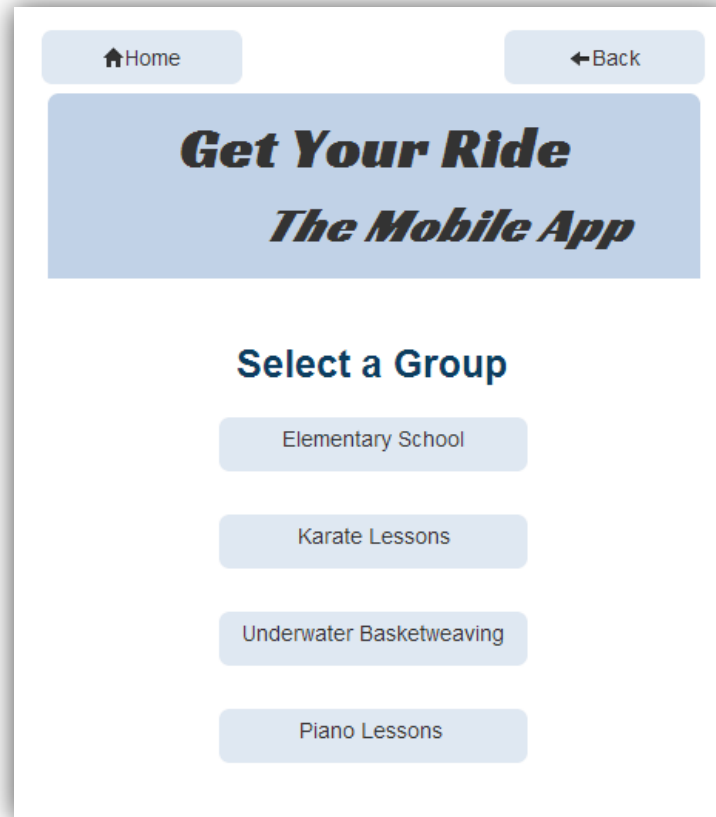 Home
Back
Get Your Ride
The Mobile App
Select a Group
Elementary School
Karate Lessons
Underwater Basketweaving
Piano Lessons